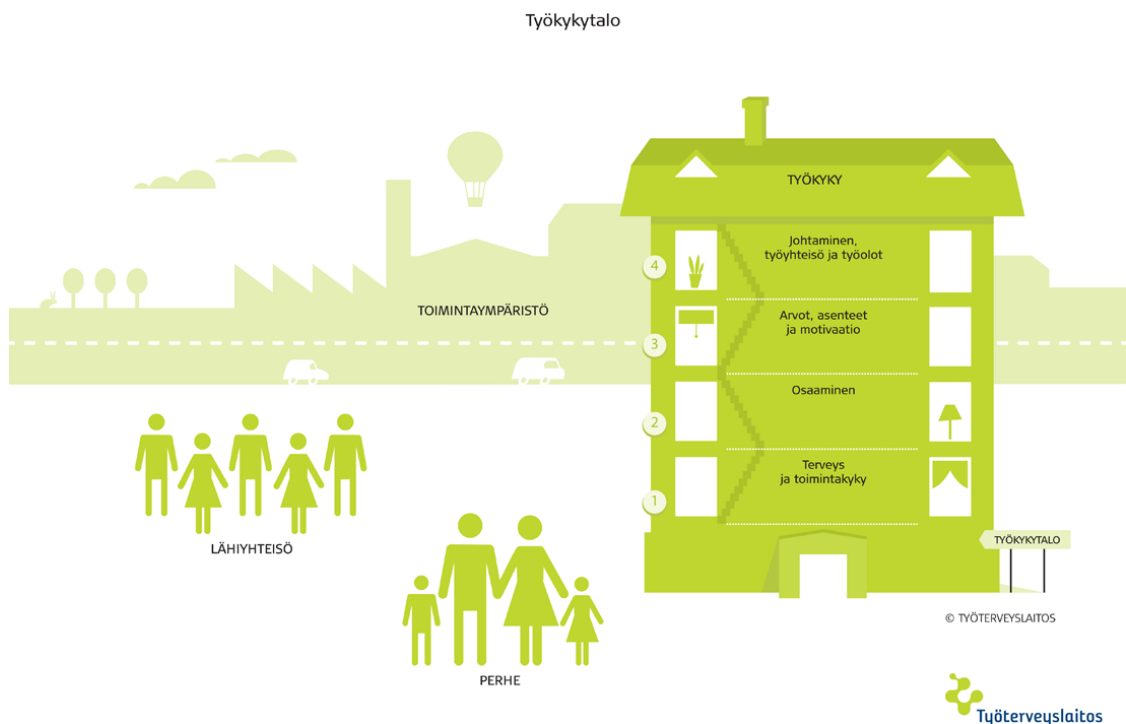 Työkykytalo
TYÖKYKY
4
Johtaminen,
työyhteisö ja työolot
3
Arvot, asenteet
ja motivaatio
2
Osaaminen
1
Terveys
ja toimintakyky
TOIMINTAYMPÄRISTÖ
LÄHIYHTEISÖ
PERHE
TYÖKYKYTALO
© TYÖTERVEYSLAITOS
Työterveyslaitos